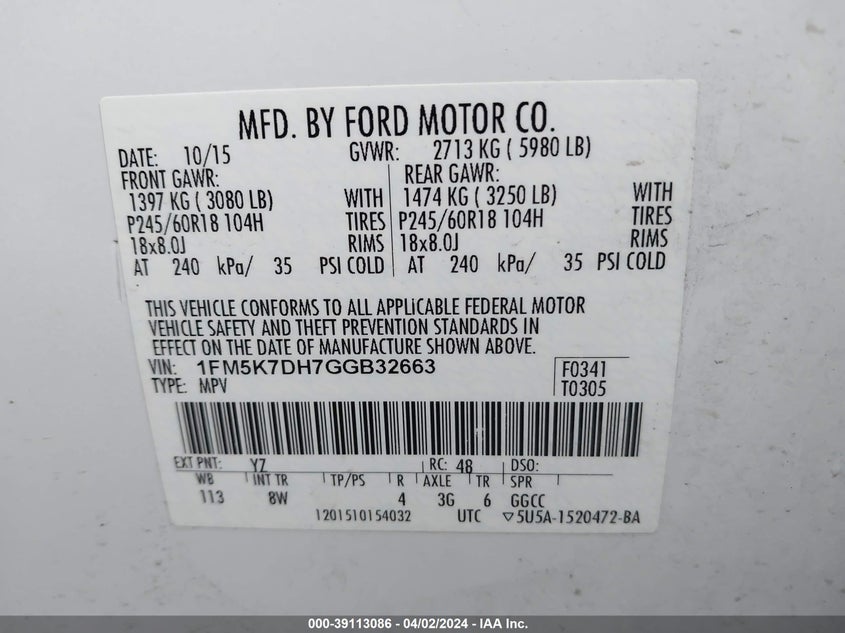 MFD. BY FORD MOTOR CO.
DATE: 10/15 GVWR: 2713 KG ( 5980 LB)
FRONT GAWR: REAR GAWR:
1397 KG ( 3080 LB) WITH 1474 KG ( 3250 LB) WITH
P245/60R18 104H TIRES P245/60R18 104H TIRES
18x8.0J RIMS 18x8.0J RIMS
AT 240 kPa/ 35 PSI COLD AT 240 kPa/ 35 PSI COLD
THIS VEHICLE CONFORMS TO ALL APPLICABLE FEDERAL MOTOR
VEHICLE SAFETY AND THEFT PREVENTION STANDARDS IN
EFFECT ON THE DATE OF MANUFACTURE SHOWN ABOVE.
VIN: 1FM5K7DH7GGB32663 F0341
TYPE: MPV T0305
EXT PNT: YZ RC: 48 DSO:
WB INT TR TP/PS R AXLE TR SPR
113 8W 4 3G 6 GGCC
1201510154032 UTC ▽5U5A-1520472-BA
000-39113086 - 04/02/2024 - IAA Inc.